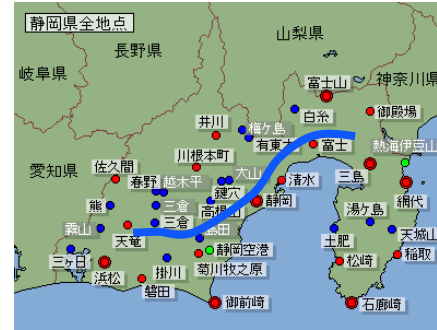 静岡県全地点
山梨県
長野県
岐阜県
神奈川県
愛知県
富士山
白糸
御殿場
井川
梅ケ島
有東木
富士
熱海伊豆山
川根本町
佐久間
三島
春野
越木平
大山
鍵穴
清水
網代
熊
三倉
高根山
静岡
湯ケ島
三倉
霧山
天竜
静岡空港
土肥
天城山
三ケ日
浜松
掛川
菊川牧之原
松崎
稲取
磐田
御前崎
石廊崎